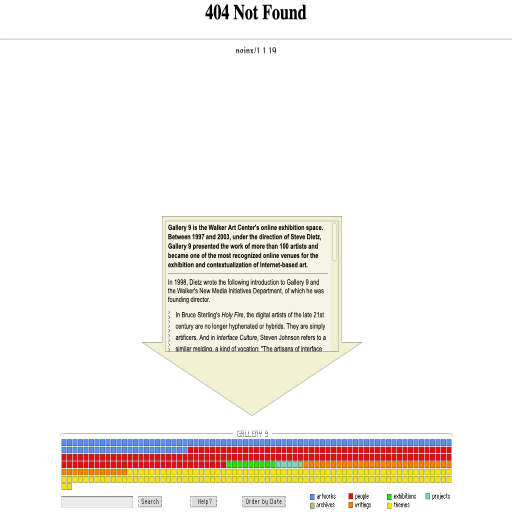 404 Not Found
nginx/1.1.19
Gallery 9 is the Walker Art Center's online exhibition space.
Between 1997 and 2003, under the direction of Steve Dietz,
Gallery 9 presented the work of more than 100 artists and
became one of the most recognized online venues for the
exhibition and contextualization of Internet-based art.
In 1998, Dietz wrote the following introduction to Gallery 9 and
the Walker's New Media Initiatives Department, of which he was
founding director.
In Bruce Sterling's Holy Fire, the digital artists of the late 21st
century are no longer hyphenated or hybrids. They are simply
artificers. And in Interface Culture, Steven Johnson refers to a
similar melding, a kind of vocation: "The artisans of interface
GALLERY 9
Search Help? Order by Date
artworks people exhibitions projects
archives writings themes